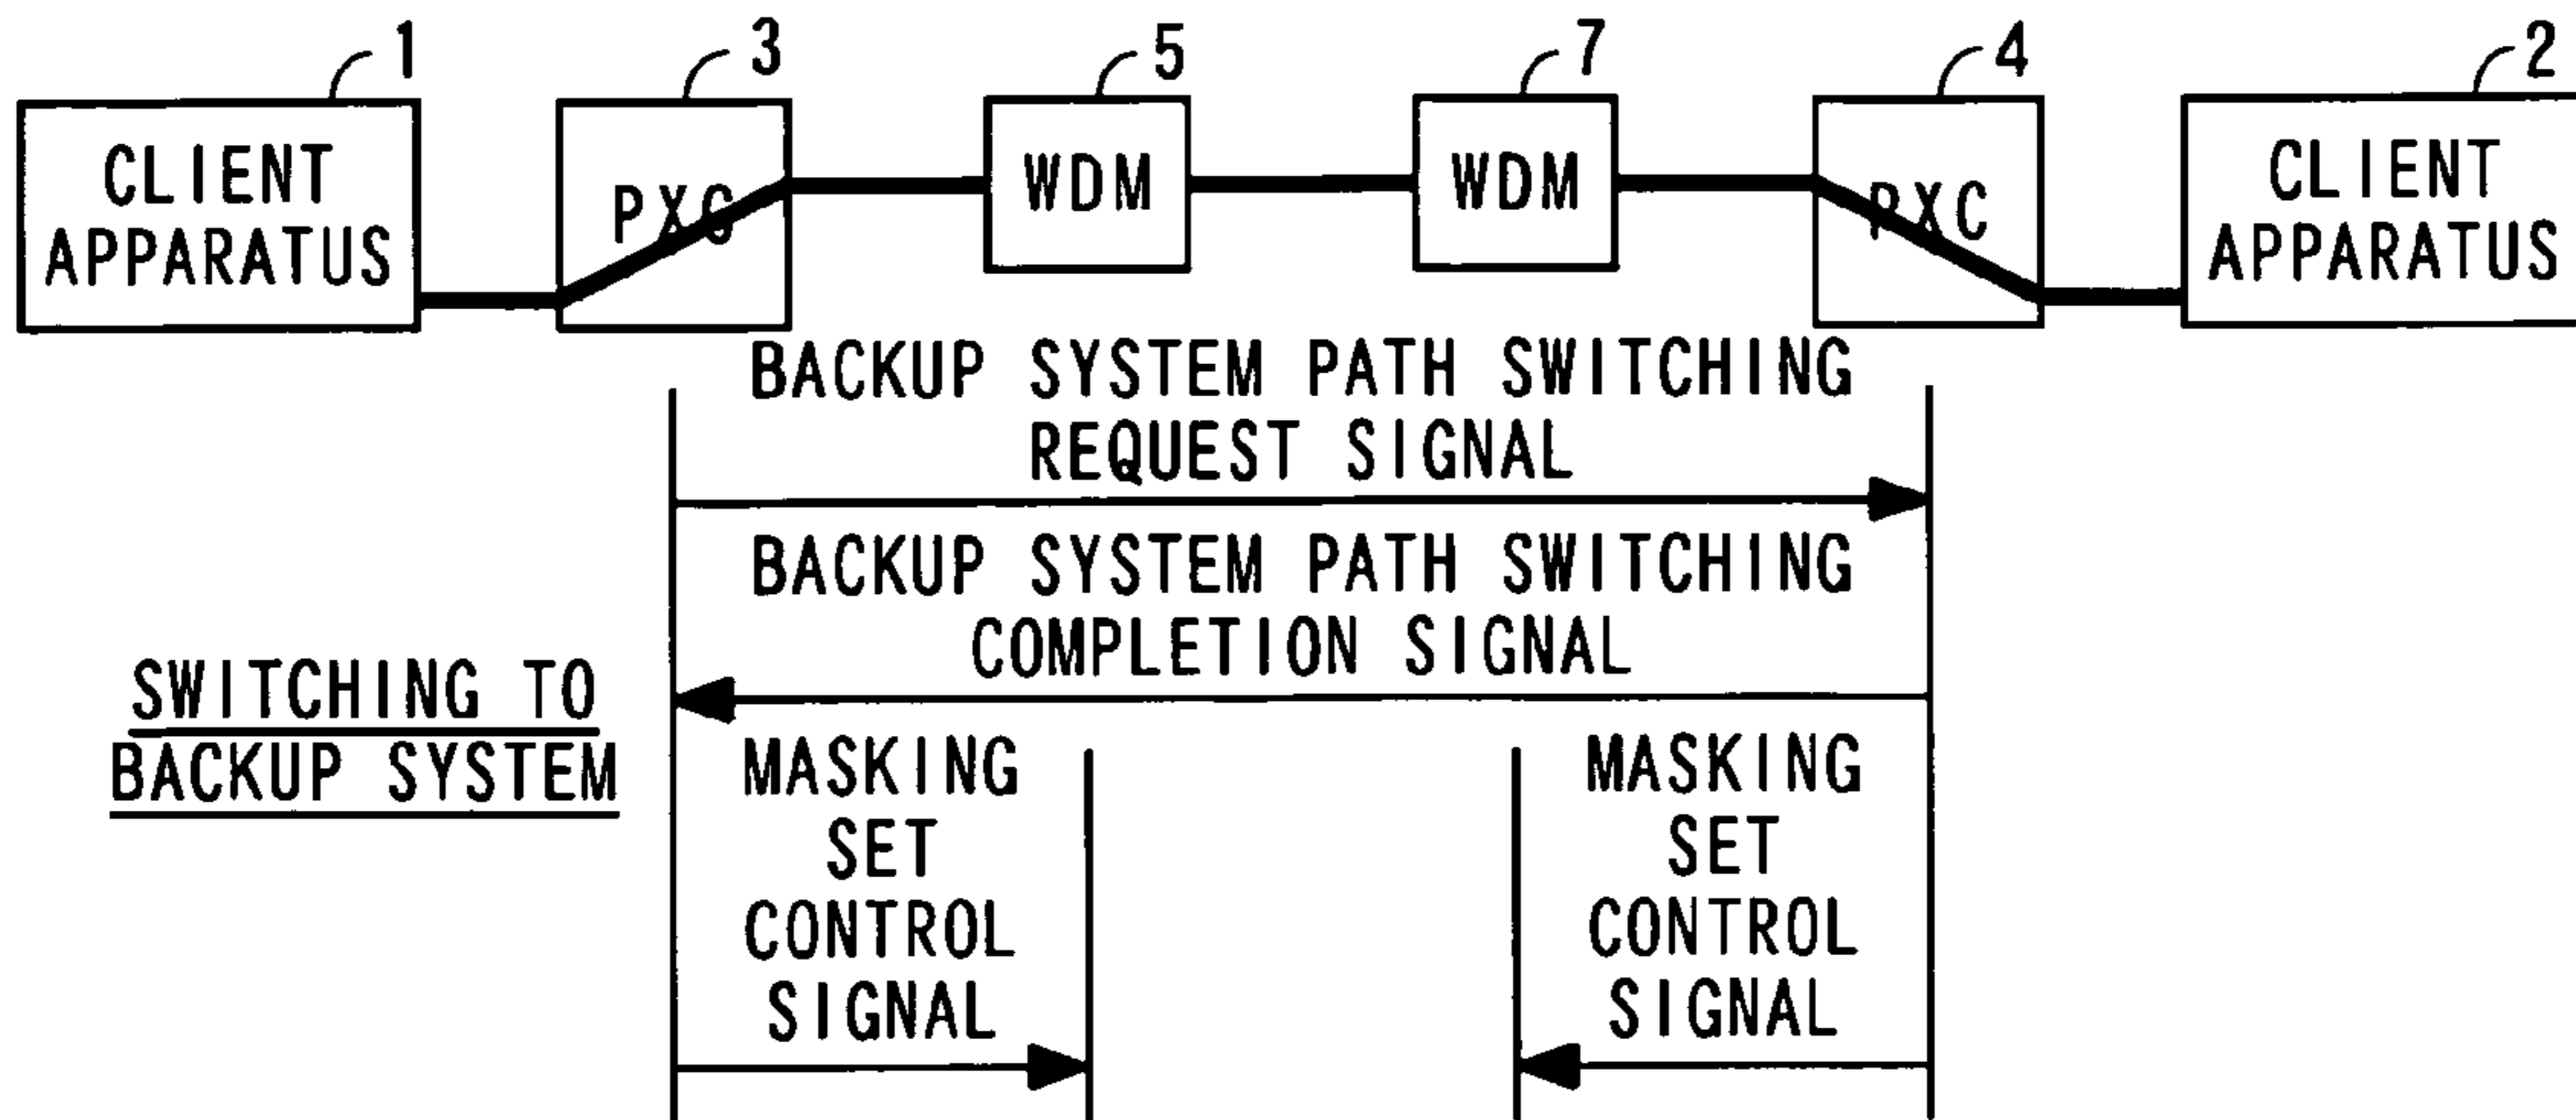 1
3
5
7
4
2
CLIENT
APPARATUS
PXC
WDM
WDM
PXC
CLIENT
APPARATUS
BACKUP SYSTEM PATH SWITCHING
REQUEST SIGNAL
BACKUP SYSTEM PATH SWITCHING
COMPLETION SIGNAL
SWITCHING TO
BACKUP SYSTEM
MASKING
SET
CONTROL
SIGNAL
MASKING
SET
CONTROL
SIGNAL